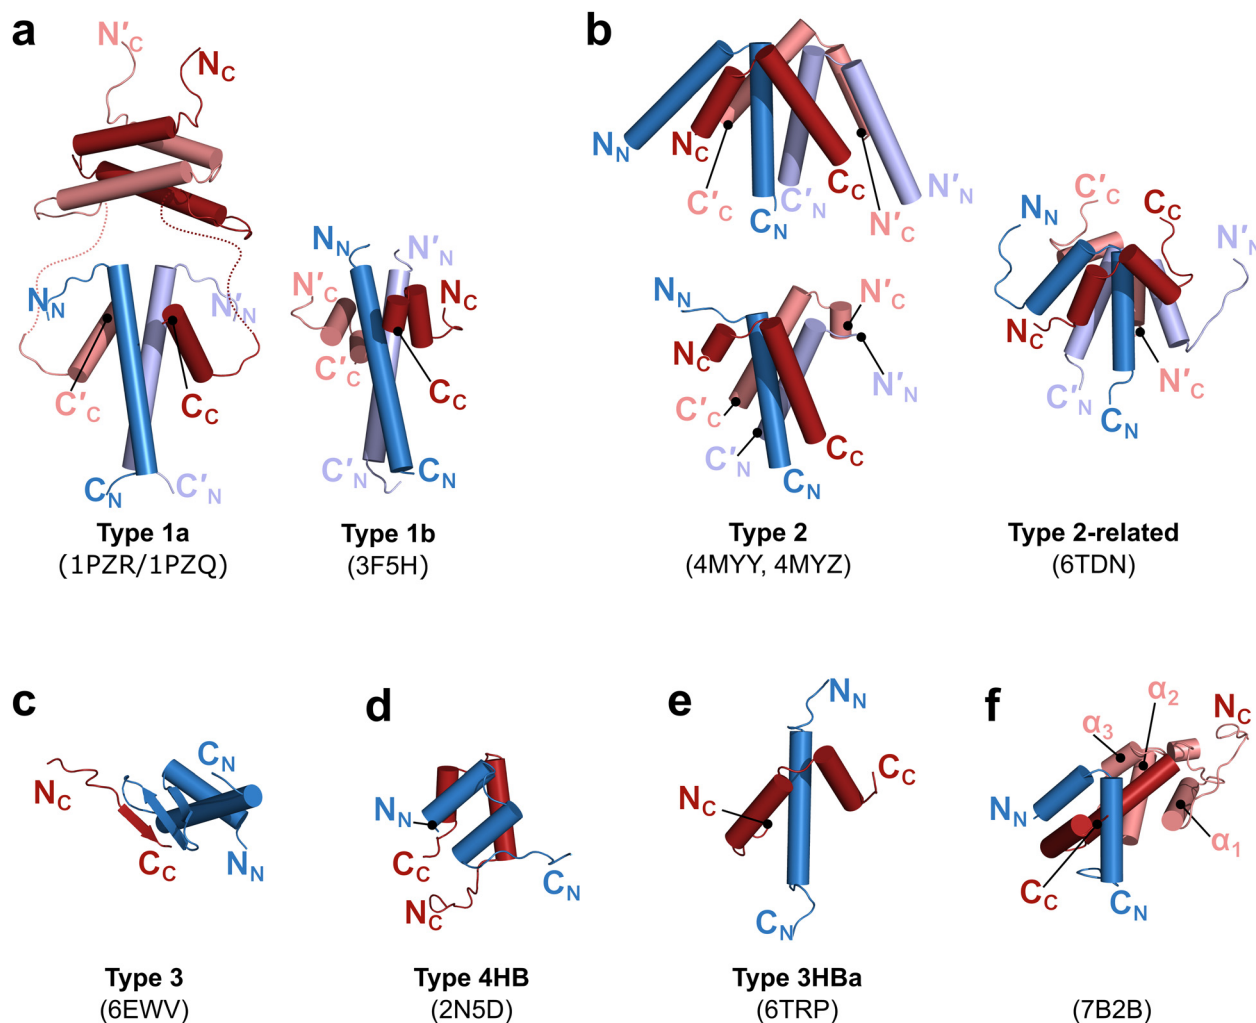 a
N′C
NC
NN
N′N
C′C
CC
CN
C′N
NN
N′N
N′C
NC
C′C
CC
C′N
CN
Type 1a
(1PZR/1PZQ)
Type 1b
(3F5H)
b
NN
NC
C′C
CN
C′N
CC
N′C
N′N
NN
NC
N′C
N′N
C′C
C′N
CC
CN
NN
C′C
CC
N′N
NC
N′C
C′N
CN
Type 2
(4MYY, 4MYZ)
Type 2-related
(6TDN)
c
NC
CN
CC
NN
Type 3
(6EWV)
d
NN
CC
NC
CN
Type 4HB
(2N5D)
e
NN
NC
CC
CN
Type 3HBa
(6TRP)
f
α2
α3
NC
NN
α1
CC
CN
(7B2B)